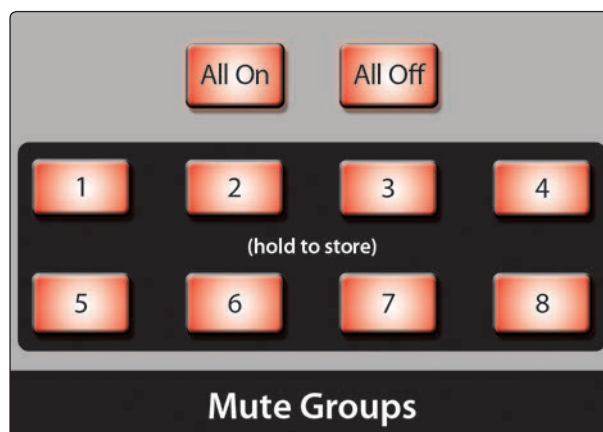 All On All Off
1 2 3 4
(hold to store)
5 6 7 8
Mute Groups